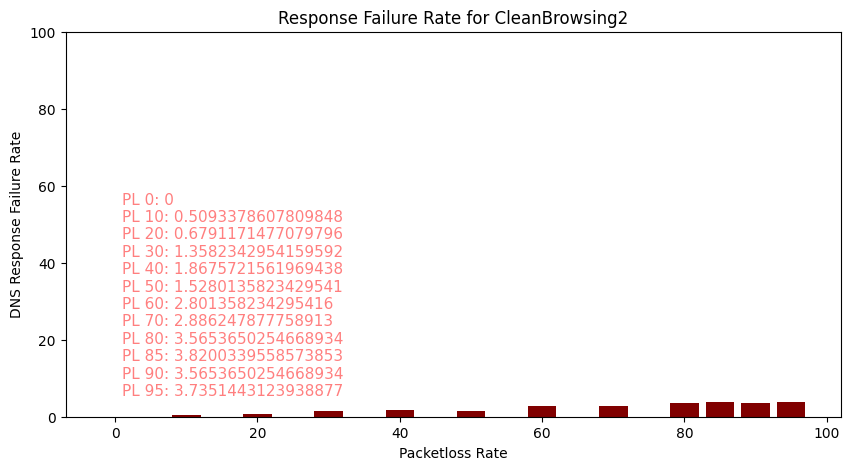 Response Failure Rate for CleanBrowsing2
DNS Response Failure Rate
100
80
60
40
20
0
PL 0: 0
PL 10: 0.5093378607809848
PL 20: 0.6791171477079796
PL 30: 1.3582342954159592
PL 40: 1.8675721561969438
PL 50: 1.5280135823429541
PL 60: 2.801358234295416
PL 70: 2.886247877758913
PL 80: 3.5653650254668934
PL 85: 3.8200339558573853
PL 90: 3.5653650254668934
PL 95: 3.7351443123938877
0 20 40 60 80 100
Packetloss Rate